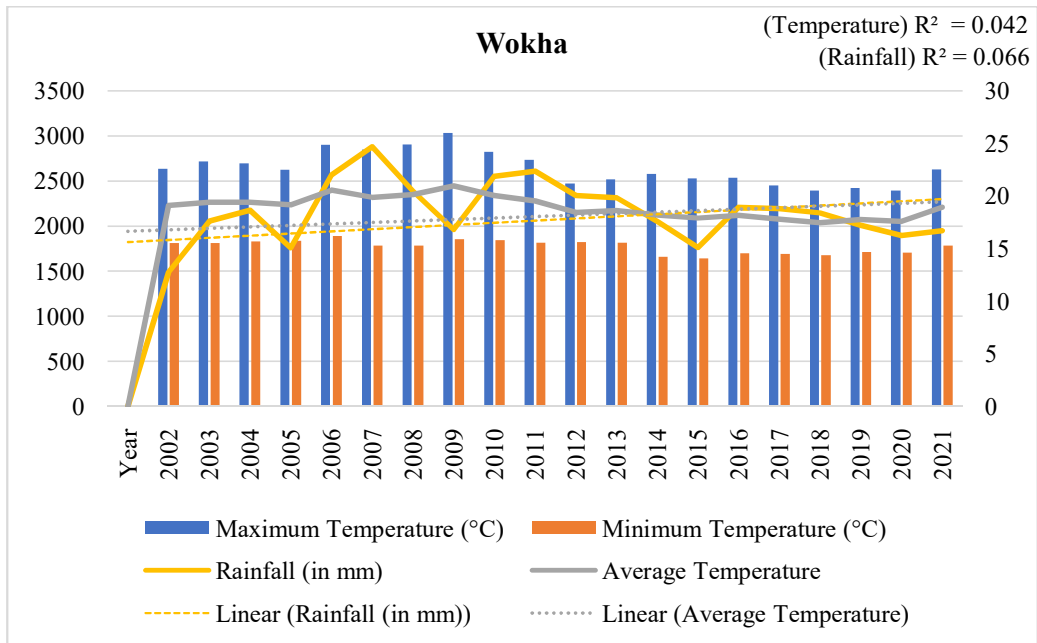 (Temperature) R² = 0.042
(Rainfall) R² = 0.066
Wokha
3500
3000
2500
2000
1500
1000
500
0
30
25
20
15
10
5
0
Year 2002 2003 2004 2005 2006 2007 2008 2009 2010 2011 2012 2013 2014 2015 2016 2017 2018 2019 2020 2021
Maximum Temperature (°C) Minimum Temperature (°C)
Rainfall (in mm) Average Temperature
Linear (Rainfall (in mm)) Linear (Average Temperature)